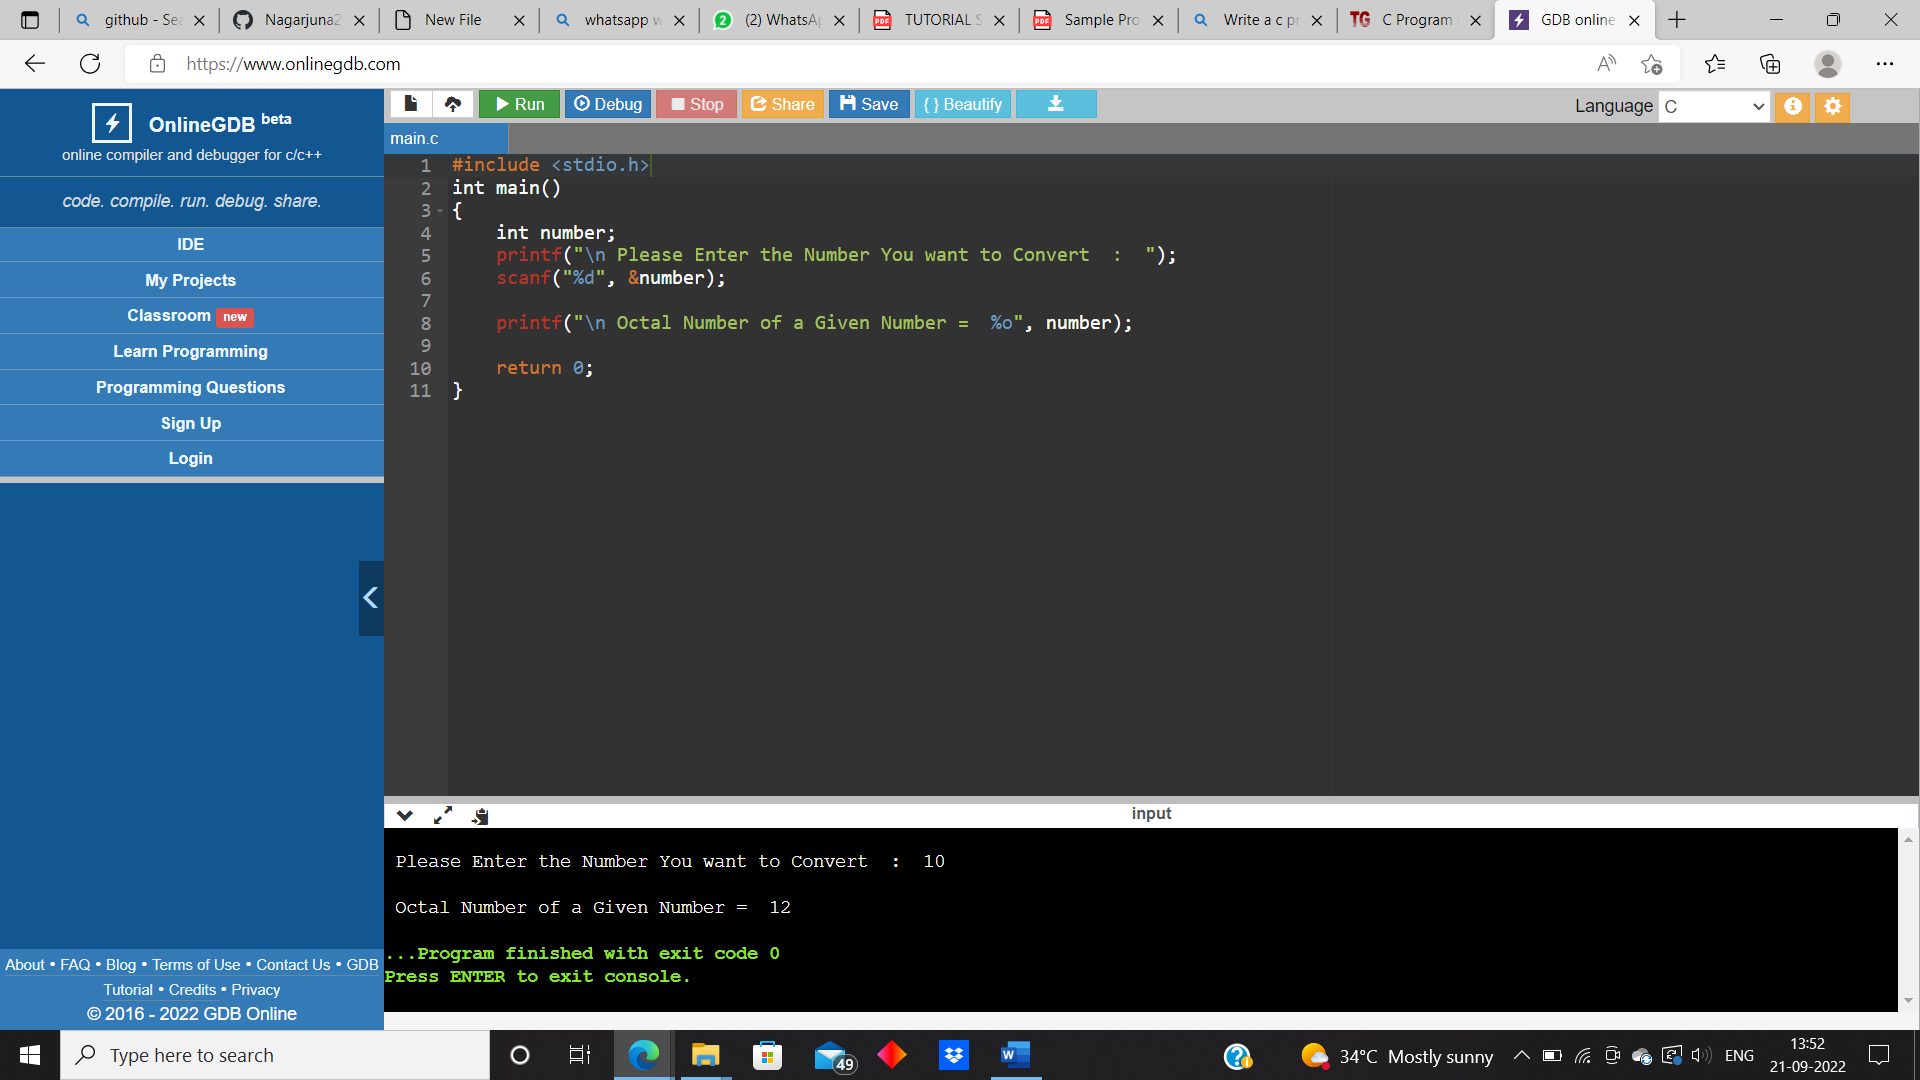 github - Sea
Nagarjuna2
New File
whatsapp w
(2) WhatsAp
TUTORIAL S
Sample Pro
Write a c pr
TG C Program
GDB online
https://www.onlinegdb.com
OnlineGDB beta
online compiler and debugger for c/c++
code. compile. run. debug. share.
IDE
My Projects
Classroom new
Learn Programming
Programming Questions
Sign Up
Login
About • FAQ • Blog • Terms of Use • Contact Us • GDB
Tutorial • Credits • Privacy
© 2016 - 2022 GDB Online
Run Debug Stop Share Save { } Beautify
Language C
main.c
1 #include <stdio.h>
2 int main()
3 {
4 int number;
5 printf("\n Please Enter the Number You want to Convert  :  ");
6 scanf("%d", &number);
7
8 printf("\n Octal Number of a Given Number =  %o", number);
9
10 return 0;
11 }
input
Please Enter the Number You want to Convert  :  10
Octal Number of a Given Number =  12
...Program finished with exit code 0
Press ENTER to exit console.
Type here to search
49
34°C Mostly sunny
ENG
13:52
21-09-2022